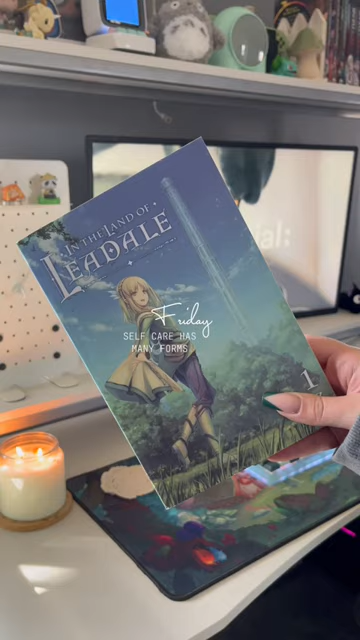 IN THE LAND OF
LEADALE
Friday
SELF CARE HAS
MANY FORMS
1